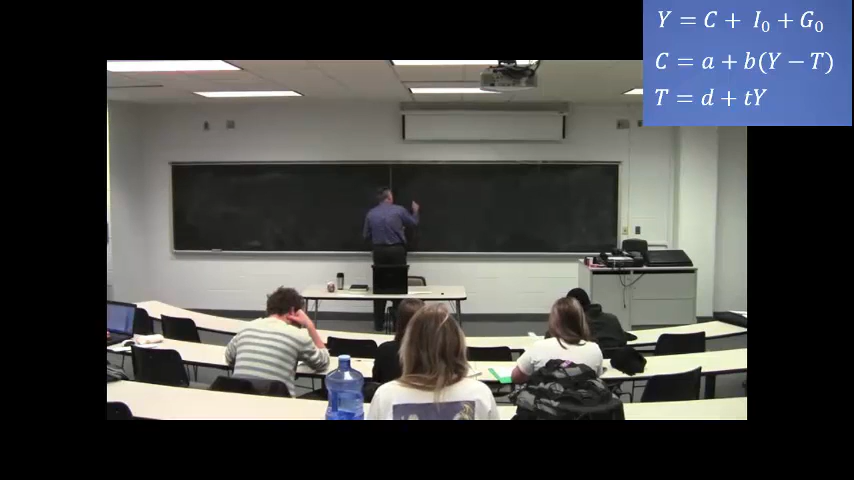 Y = C + I₀ + G₀
C = a + b(Y − T)
T = d + tY